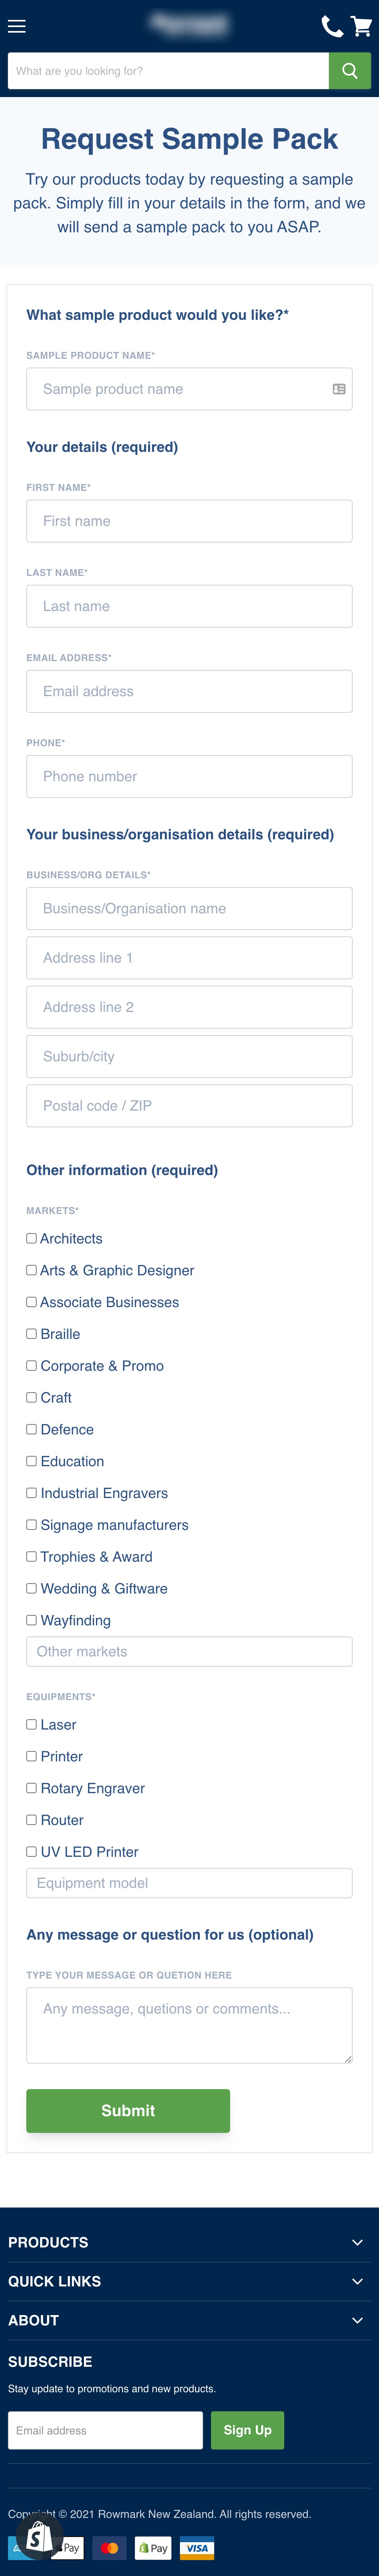 What are you looking for?
Request Sample Pack
Try our products today by requesting a sample
pack. Simply fill in your details in the form, and we
will send a sample pack to you ASAP.
What sample product would you like?*
SAMPLE PRODUCT NAME*
Sample product name
Your details (required)
FIRST NAME*
First name
LAST NAME*
Last name
EMAIL ADDRESS*
Email address
PHONE*
Phone number
Your business/organisation details (required)
BUSINESS/ORG DETAILS*
Business/Organisation name
Address line 1
Address line 2
Suburb/city
Postal code / ZIP
Other information (required)
MARKETS*
Architects
Arts & Graphic Designer
Associate Businesses
Braille
Corporate & Promo
Craft
Defence
Education
Industrial Engravers
Signage manufacturers
Trophies & Award
Wedding & Giftware
Wayfinding
Other markets
EQUIPMENTS*
Laser
Printer
Rotary Engraver
Router
UV LED Printer
Equipment model
Any message or question for us (optional)
TYPE YOUR MESSAGE OR QUETION HERE
Any message, quetions or comments...
Submit
PRODUCTS
QUICK LINKS
ABOUT
SUBSCRIBE
Stay update to promotions and new products.
Email address Sign Up
Copyright © 2021 Rowmark New Zealand. All rights reserved.
Pay Pay VISA